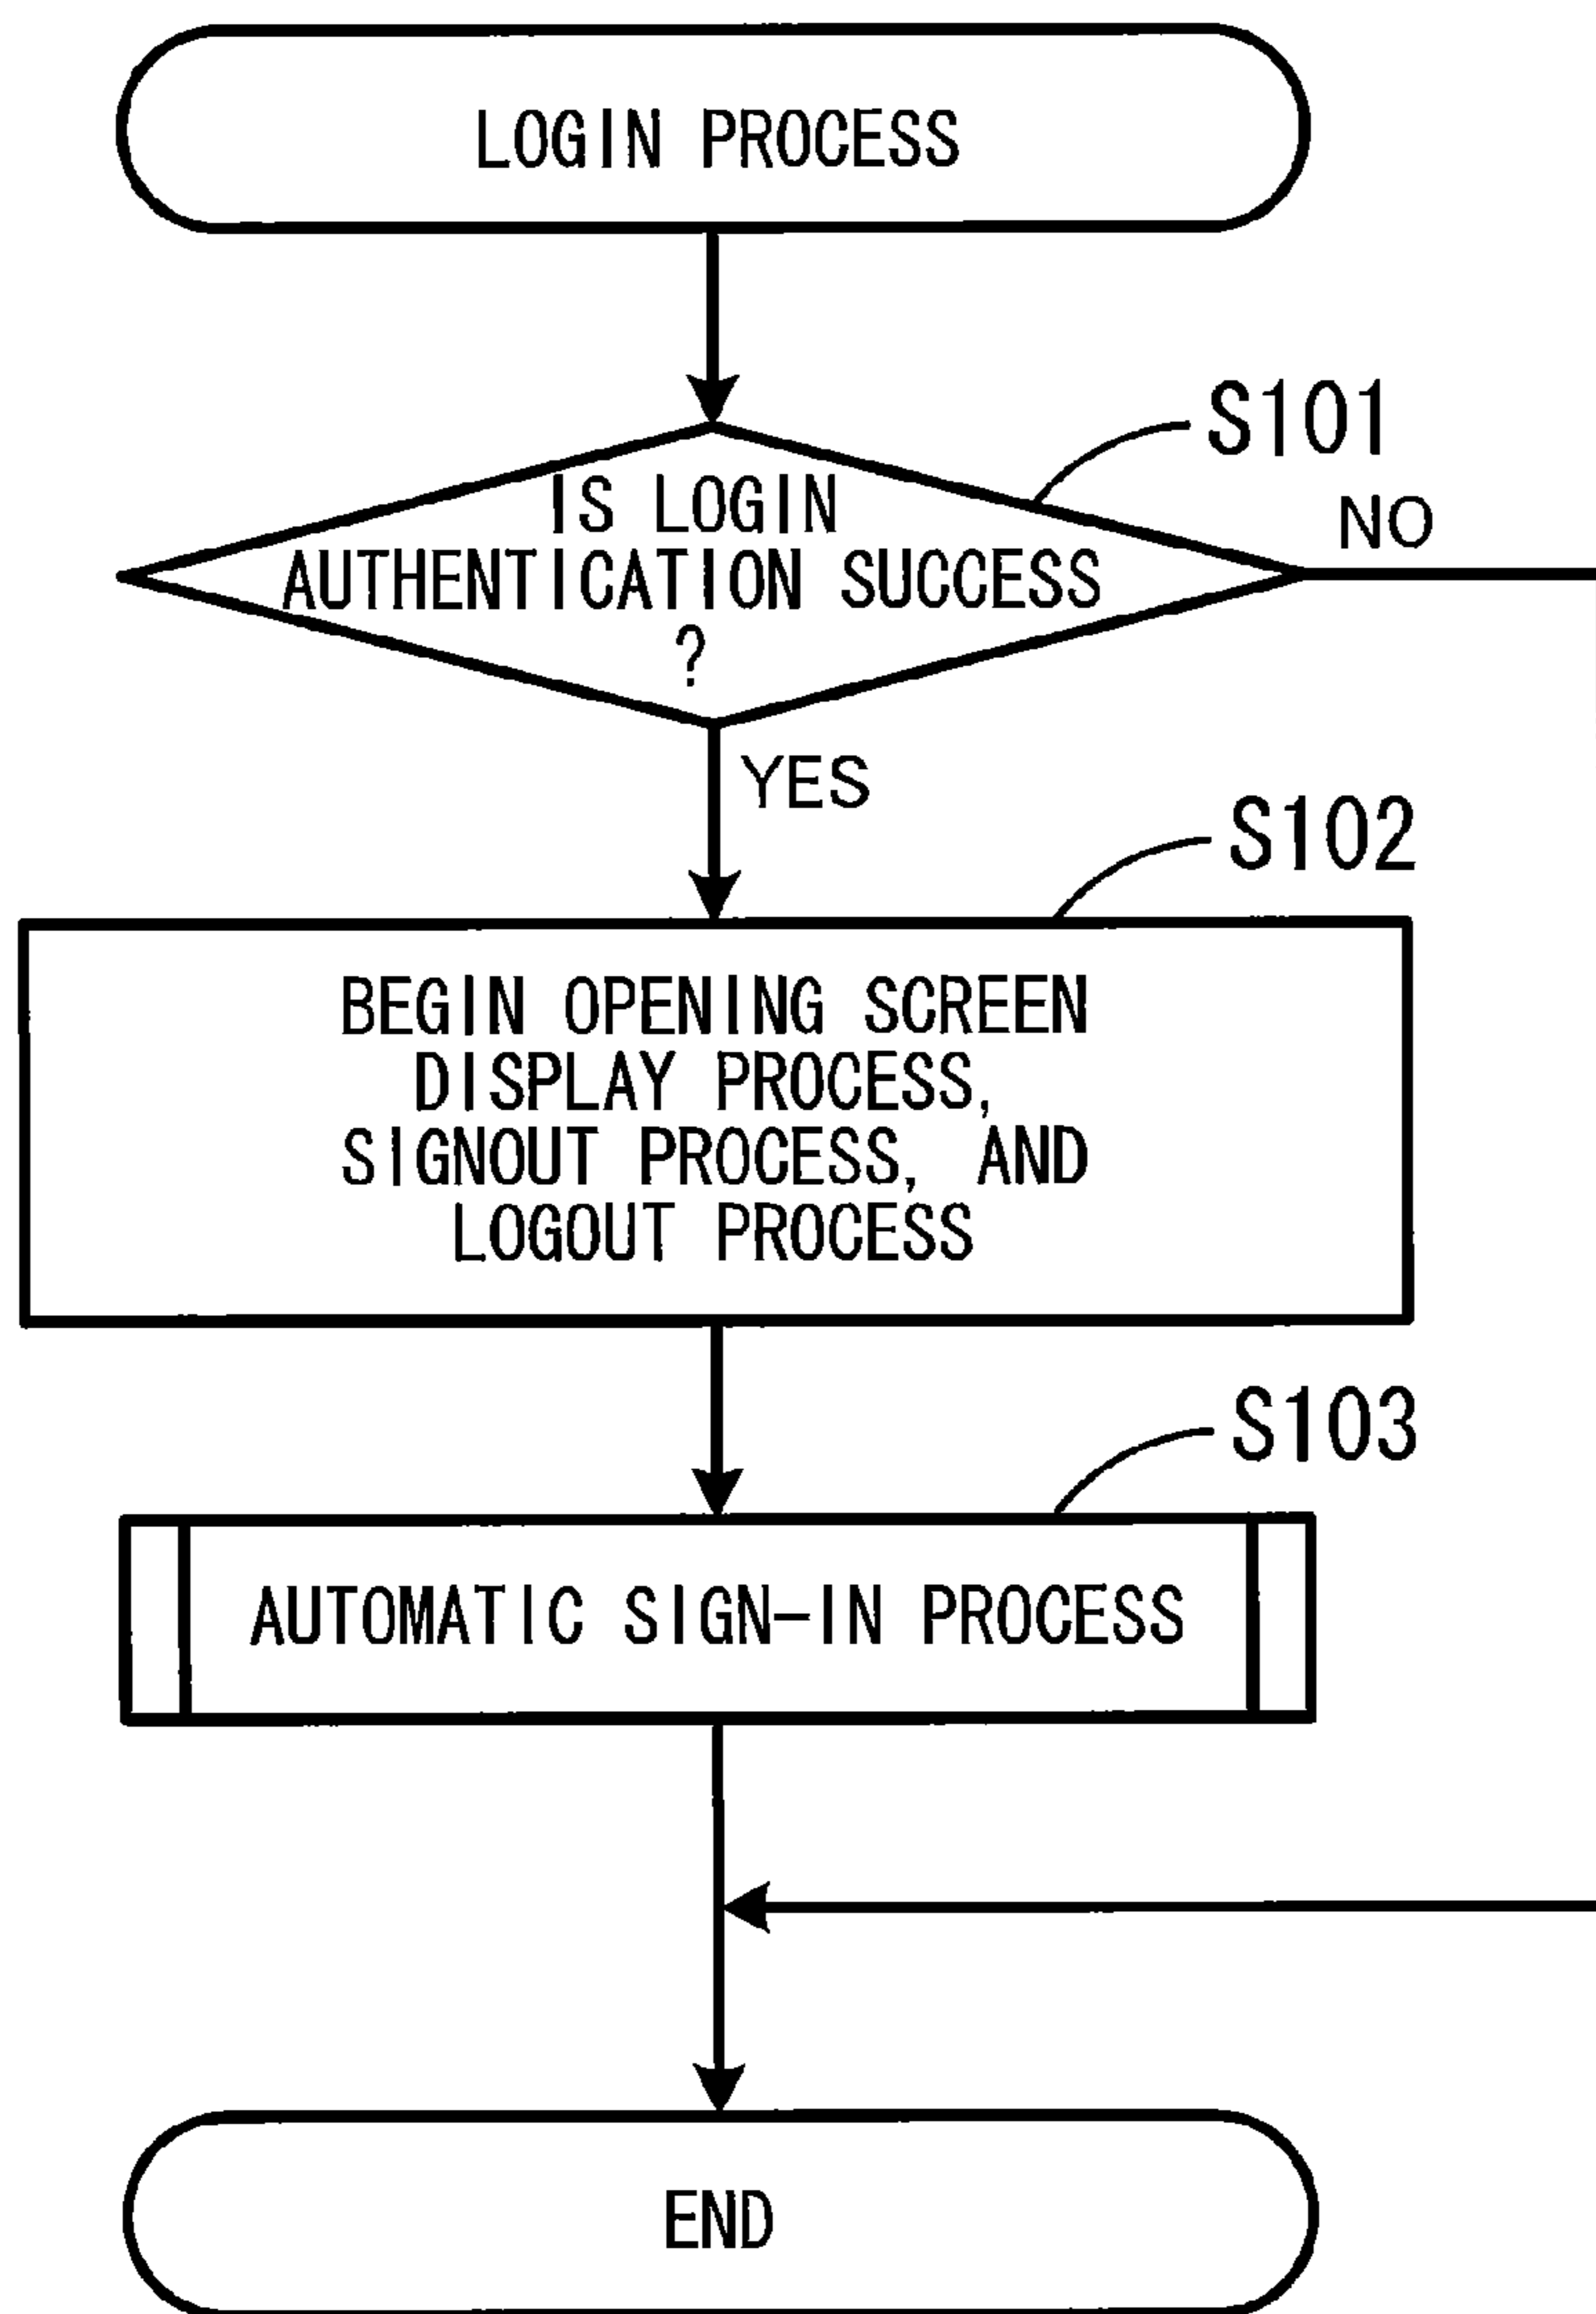 LOGIN PROCESS
S101
IS LOGIN
AUTHENTICATION SUCCESS
?
NO
YES
S102
BEGIN OPENING SCREEN
DISPLAY PROCESS,
SIGNOUT PROCESS, AND
LOGOUT PROCESS
S103
AUTOMATIC SIGN-IN PROCESS
END